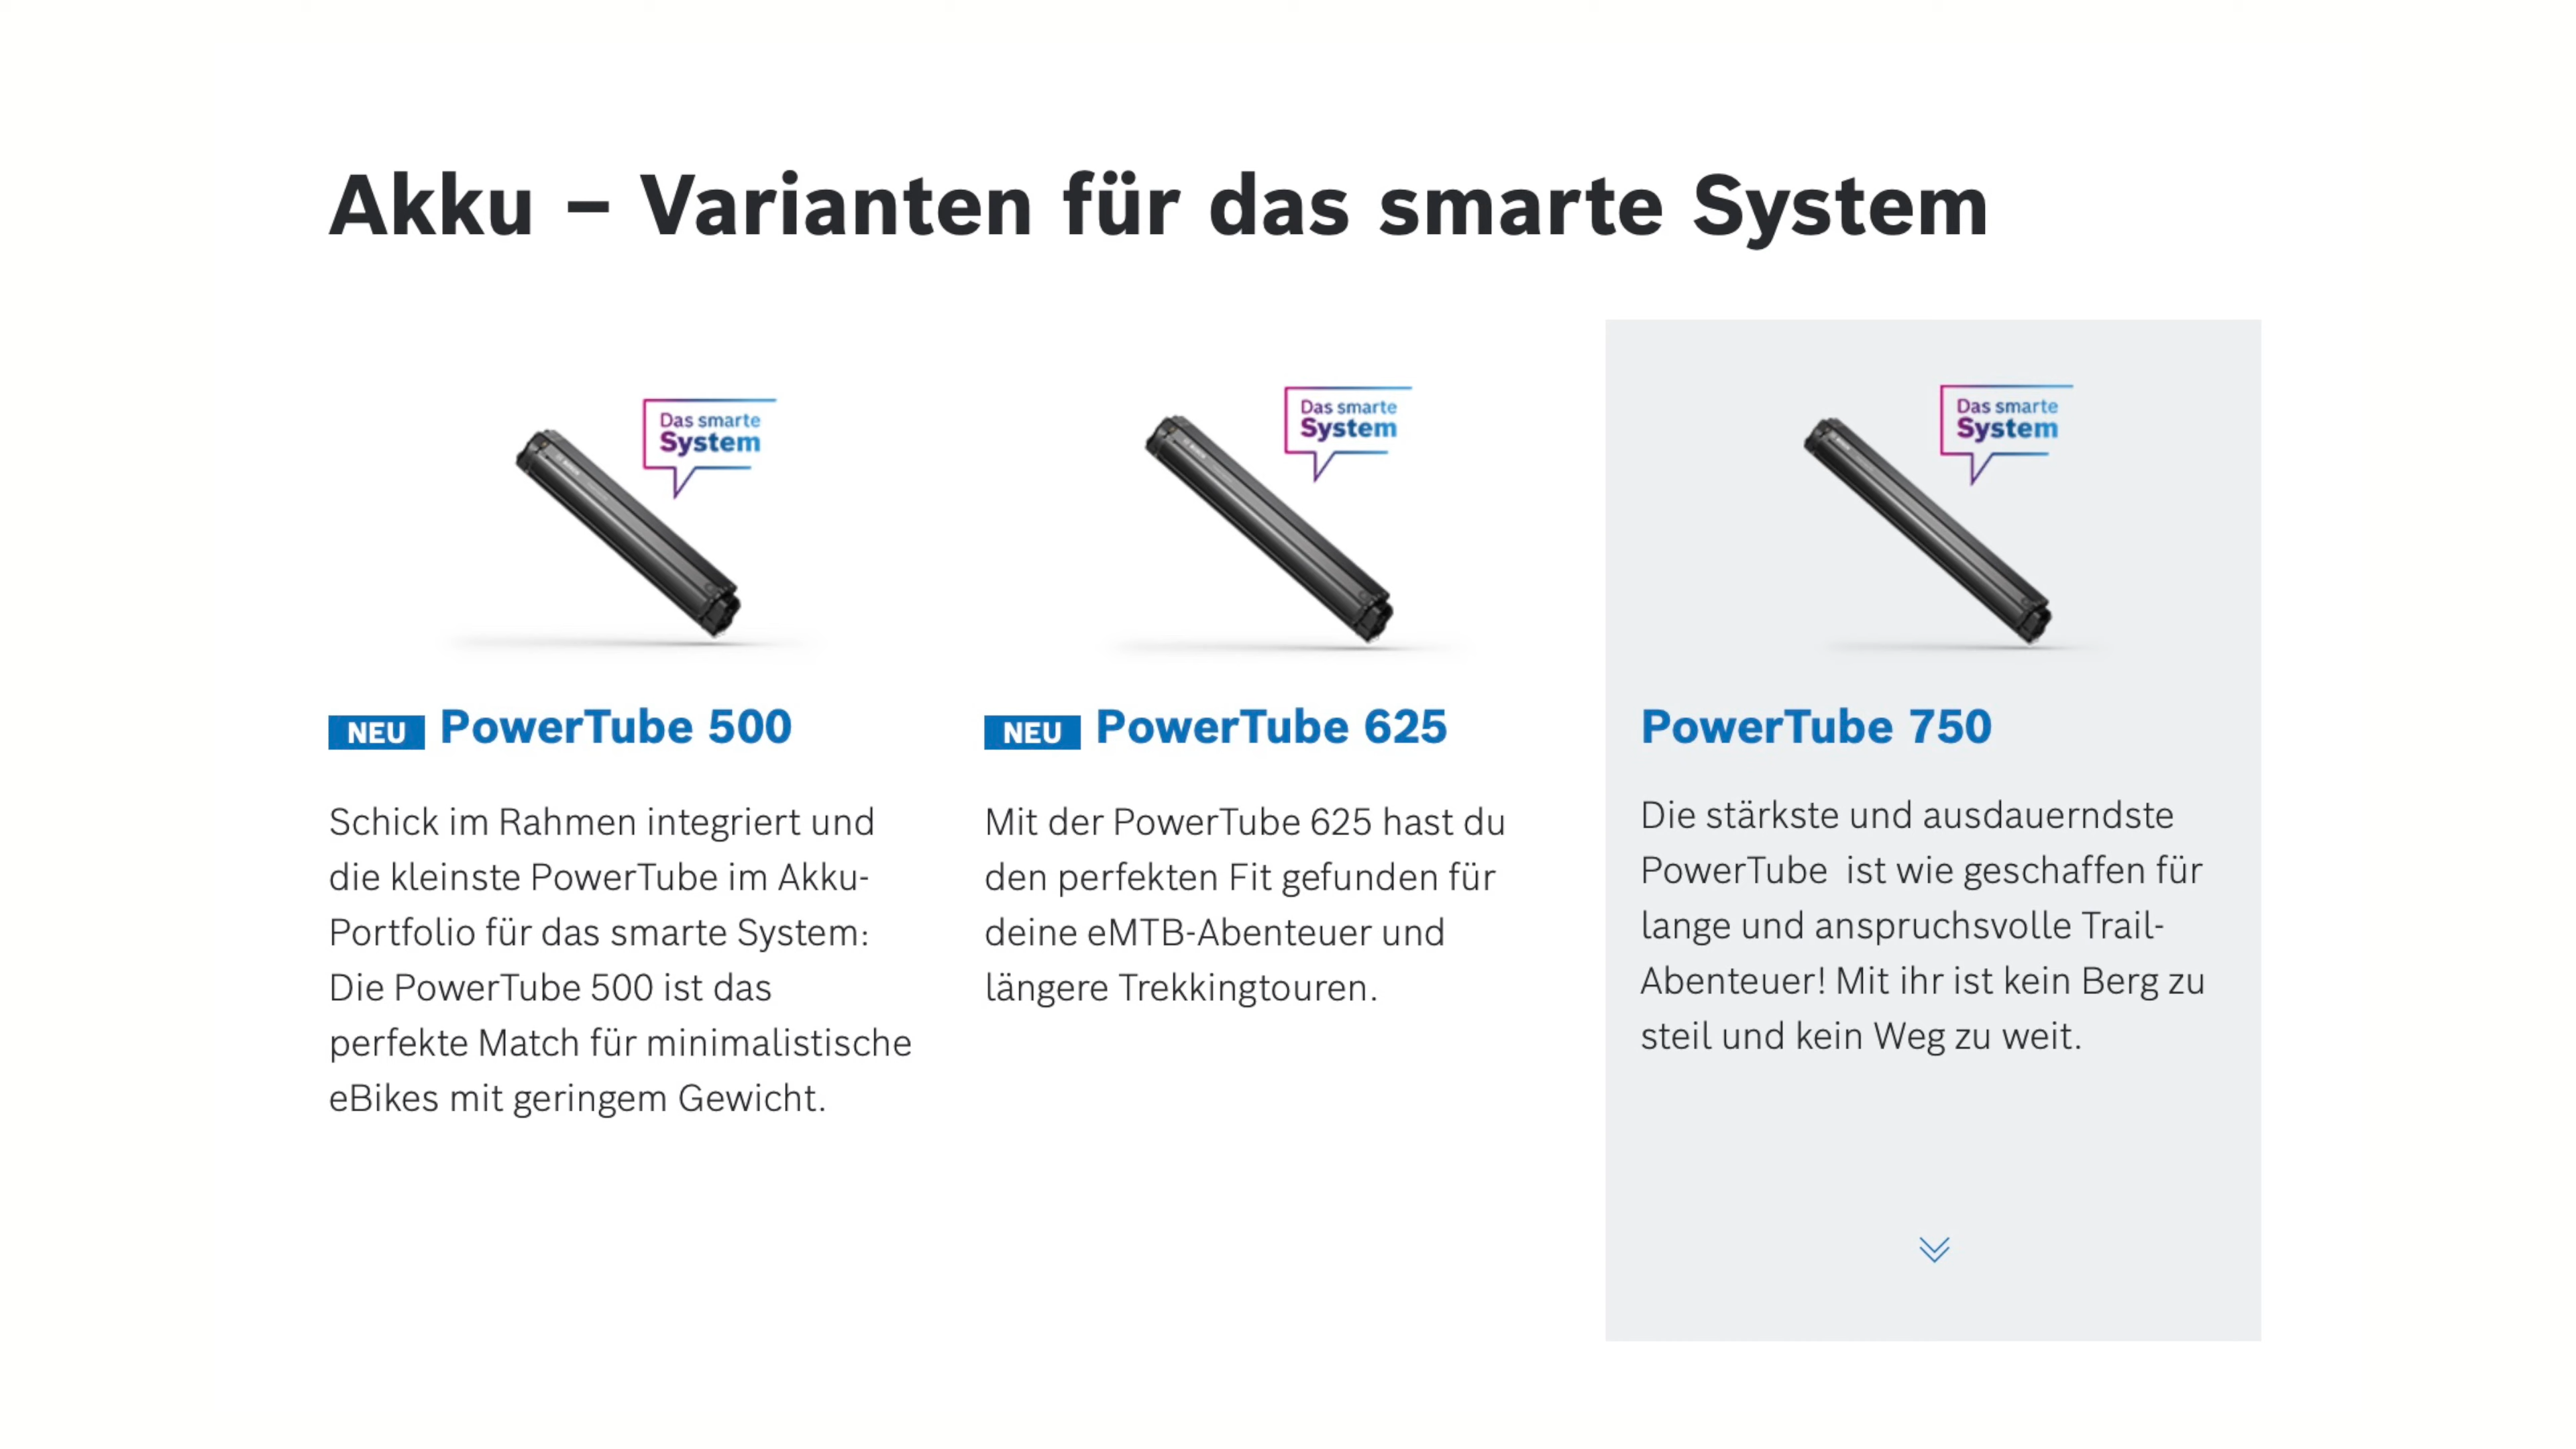 Akku – Varianten für das smarte System
Das smarte
System
NEU PowerTube 500
Schick im Rahmen integriert und
die kleinste PowerTube im Akku-
Portfolio für das smarte System:
Die PowerTube 500 ist das
perfekte Match für minimalistische
eBikes mit geringem Gewicht.
Das smarte
System
NEU PowerTube 625
Mit der PowerTube 625 hast du
den perfekten Fit gefunden für
deine eMTB-Abenteuer und
längere Trekkingtouren.
Das smarte
System
PowerTube 750
Die stärkste und ausdauerndste
PowerTube  ist wie geschaffen für
lange und anspruchsvolle Trail-
Abenteuer! Mit ihr ist kein Berg zu
steil und kein Weg zu weit.